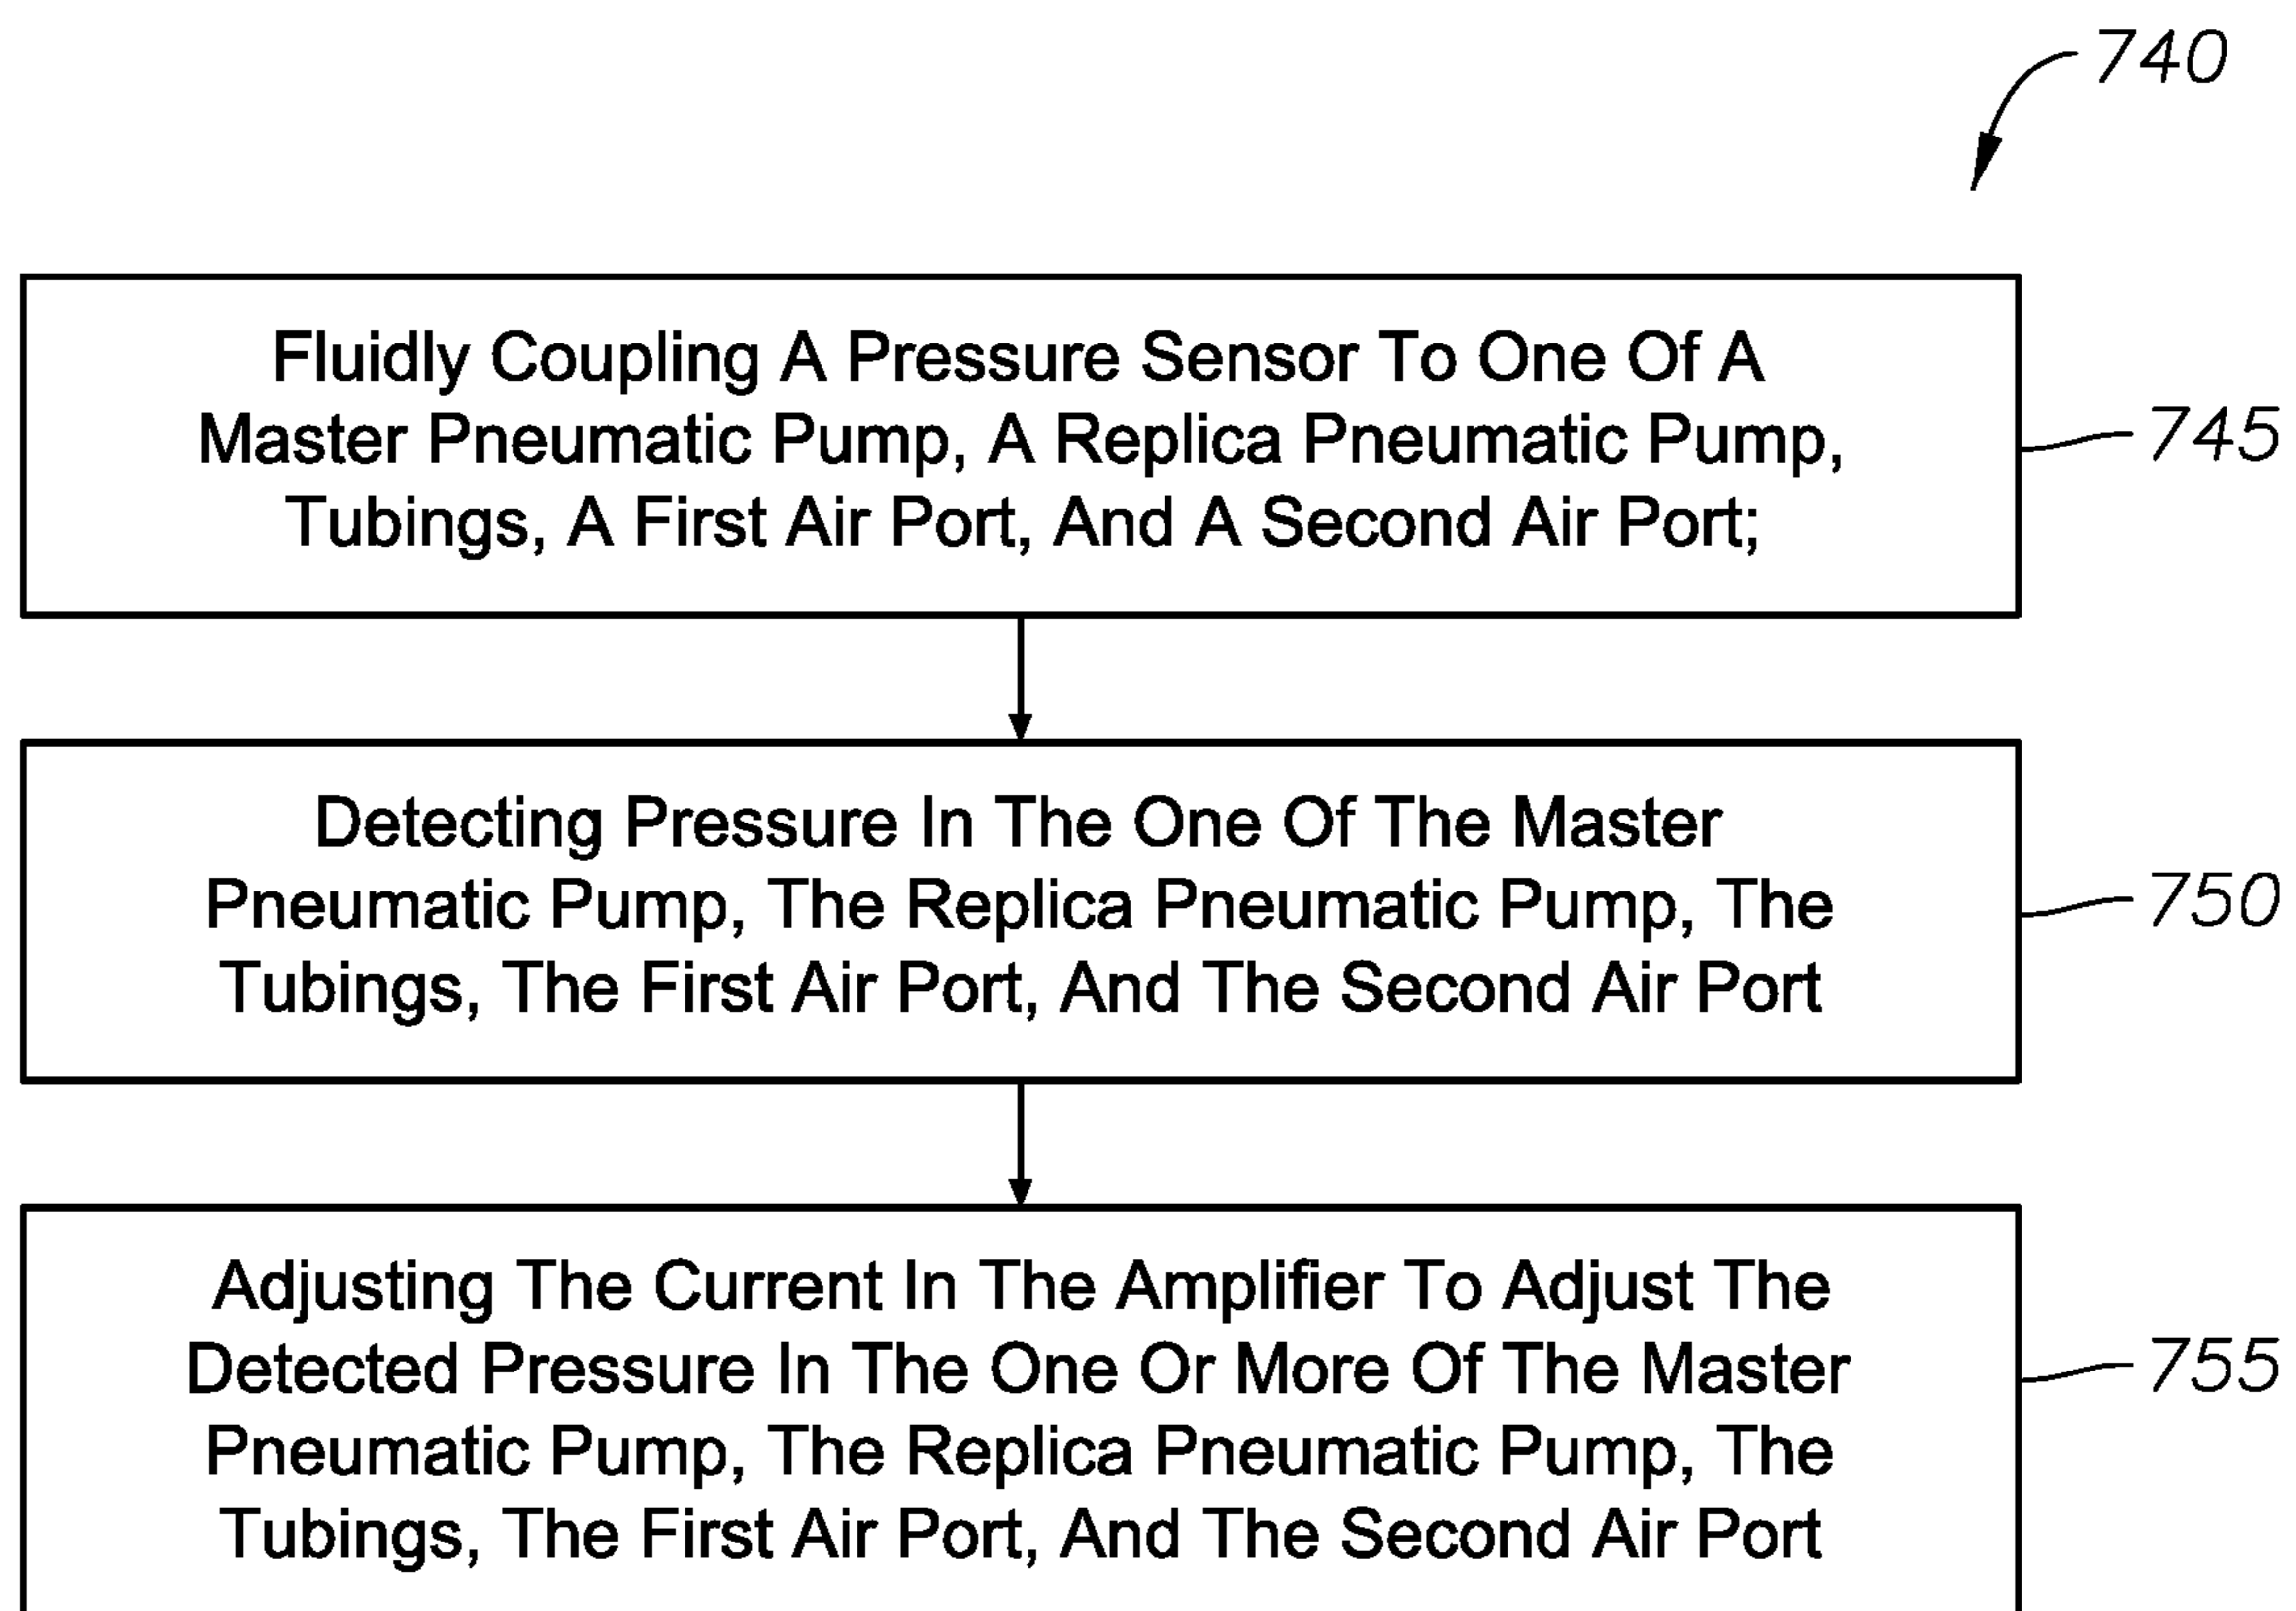 740
Fluidly Coupling A Pressure Sensor To One Of A
Master Pneumatic Pump, A Replica Pneumatic Pump,
Tubings, A First Air Port, And A Second Air Port;
745
Detecting Pressure In The One Of The Master
Pneumatic Pump, The Replica Pneumatic Pump, The
Tubings, The First Air Port, And The Second Air Port
750
Adjusting The Current In The Amplifier To Adjust The
Detected Pressure In The One Or More Of The Master
Pneumatic Pump, The Replica Pneumatic Pump, The
Tubings, The First Air Port, And The Second Air Port
755